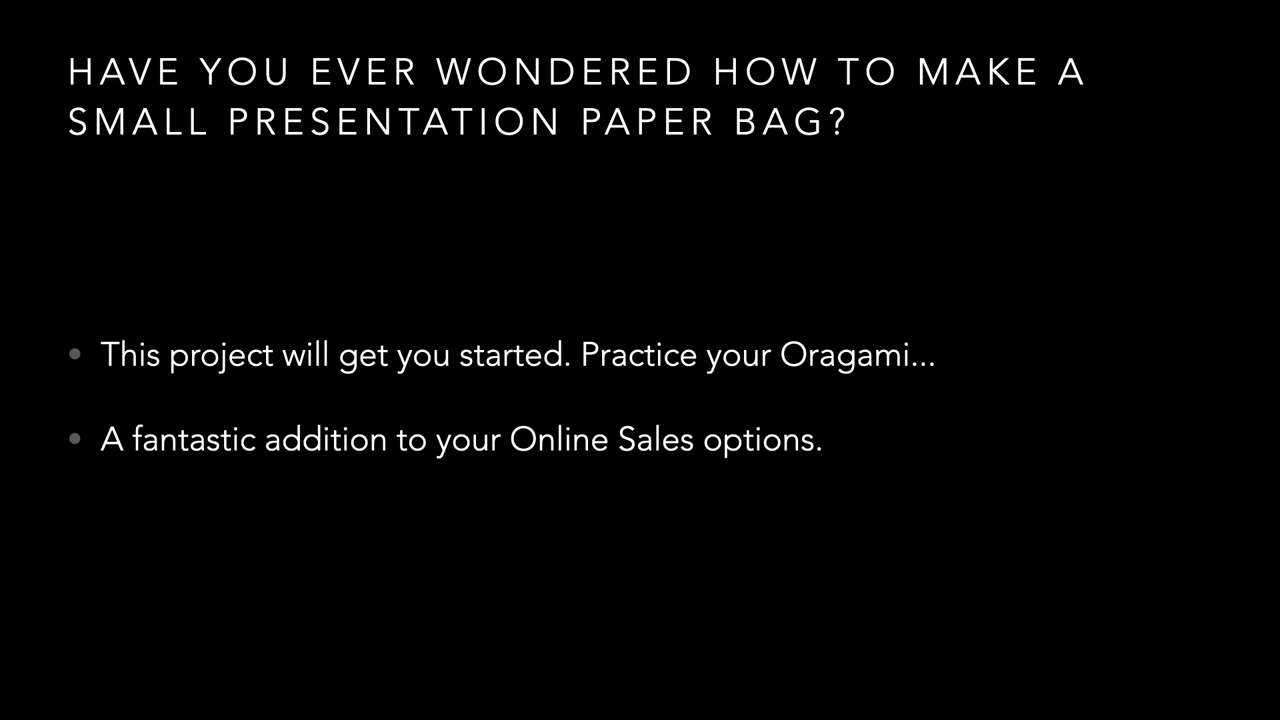 HAVE YOU EVER WONDERED HOW TO MAKE A
SMALL PRESENTATION PAPER BAG?
• This project will get you started. Practice your Oragami...
• A fantastic addition to your Online Sales options.